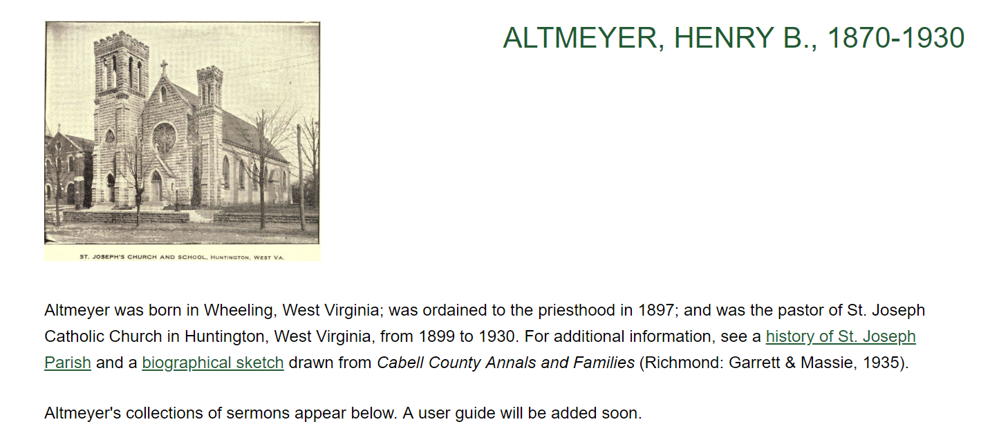 ALTMEYER, HENRY B., 1870-1930
ST. JOSEPH'S CHURCH AND SCHOOL, HUNTINGTON, WEST VA.
Altmeyer was born in Wheeling, West Virginia; was ordained to the priesthood in 1897; and was the pastor of St. Joseph
Catholic Church in Huntington, West Virginia, from 1899 to 1930. For additional information, see a history of St. Joseph
Parish and a biographical sketch drawn from Cabell County Annals and Families (Richmond: Garrett & Massie, 1935).
Altmeyer's collections of sermons appear below. A user guide will be added soon.